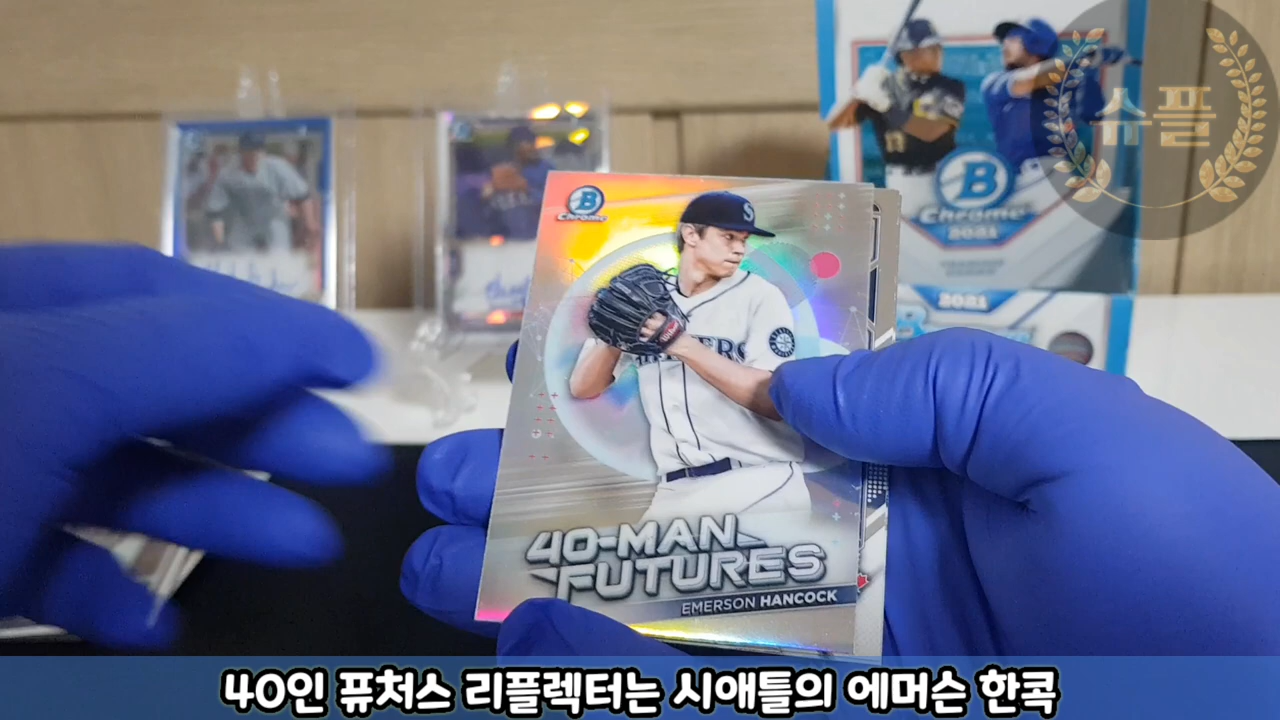 슈플
B
Chrome
2021
2021
B
Chrome
S
40-MAN
FUTURES
EMERSON HANCOCK
40인 퓨처스 리플렉터는 시애틀의 에머슨 한콕